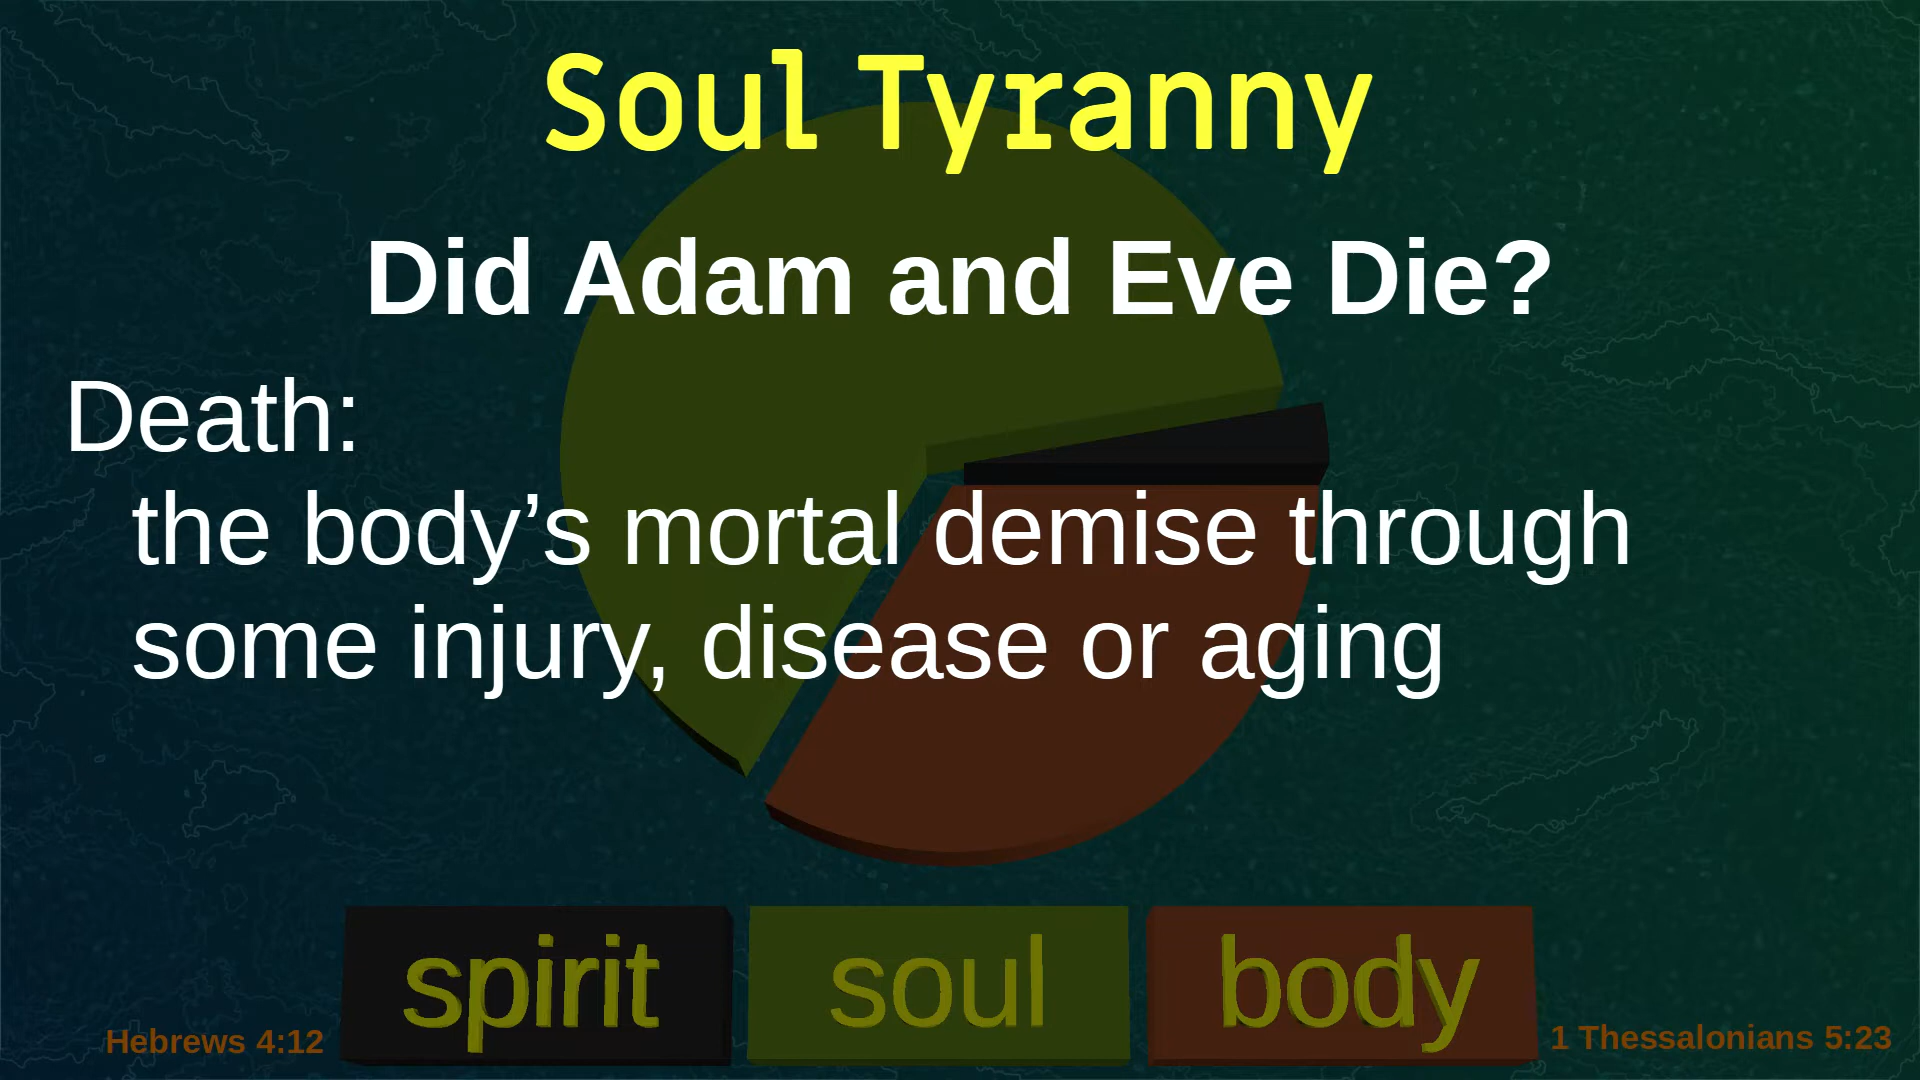 Soul Tyranny
Did Adam and Eve Die?
Death:
the body’s mortal demise through
some injury, disease or aging
spirit
soul
body
Hebrews 4:12
1 Thessalonians 5:23